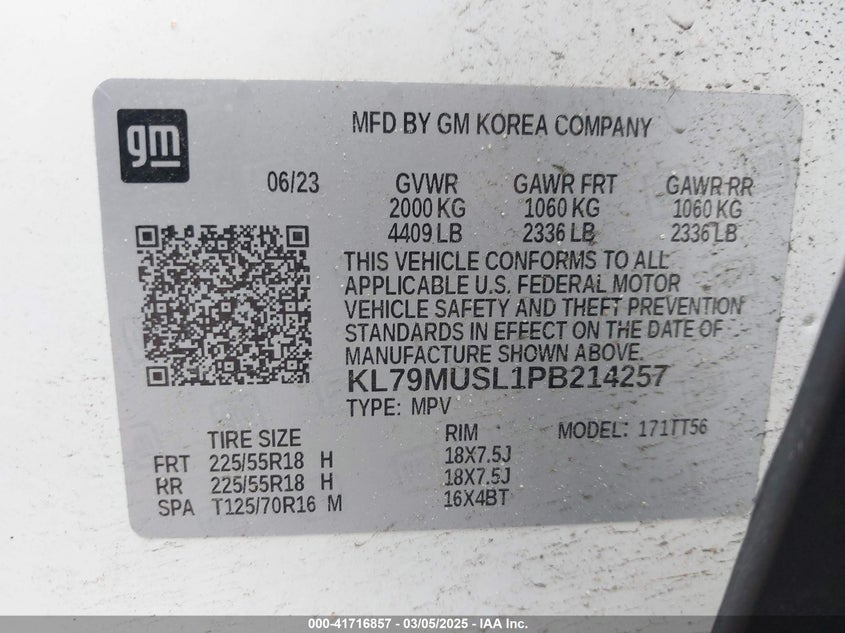 gm
MFD BY GM KOREA COMPANY
06/23 GVWR GAWR FRT GAWR RR
2000 KG 1060 KG 1060 KG
4409 LB 2336 LB 2336 LB
THIS VEHICLE CONFORMS TO ALL
APPLICABLE U.S. FEDERAL MOTOR
VEHICLE SAFETY AND THEFT PREVENTION
STANDARDS IN EFFECT ON THE DATE OF
MANUFACTURE SHOWN ABOVE.
KL79MUSL1PB214257
TYPE: MPV
TIRE SIZE RIM MODEL: 171TT56
FRT 225/55R18 H 18X7.5J
RR 225/55R18 H 18X7.5J
SPA T125/70R16 M 16X4BT
000-41716857 / 03/05/2025 - IAA Inc.